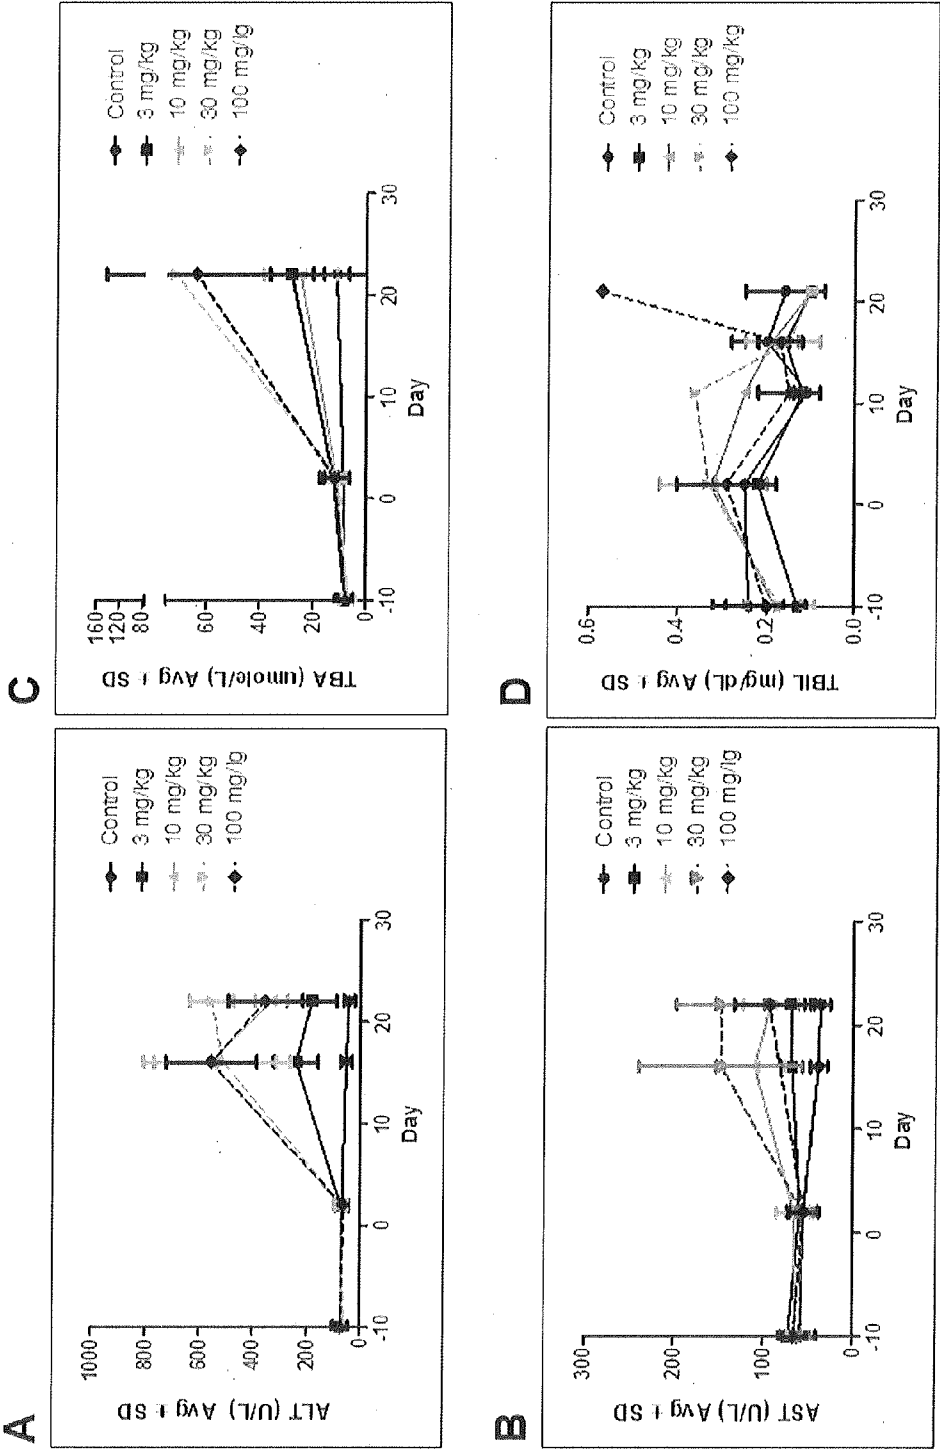 A
ALT (U/L) Avg ± SD
1000
800
600
400
200
0
-10
0
10
20
30
Day
Control
3 mg/kg
10 mg/kg
30 mg/kg
100 mg/lg
B
AST (U/L) Avg ± SD
300
200
100
0
-10
0
10
20
30
Day
Control
3 mg/kg
10 mg/kg
30 mg/kg
100 mg/lg
C
TBA (umole/L) Avg ± SD
160
120
80
60
40
20
0
-10
0
10
20
30
Day
Control
3 mg/kg
10 mg/kg
30 mg/kg
100 mg/lg
D
TBIL (mg/dL) Avg ± SD
0.6
0.4
0.2
0.0
-10
0
10
20
30
Day
Control
3 mg/kg
10 mg/kg
30 mg/kg
100 mg/kg